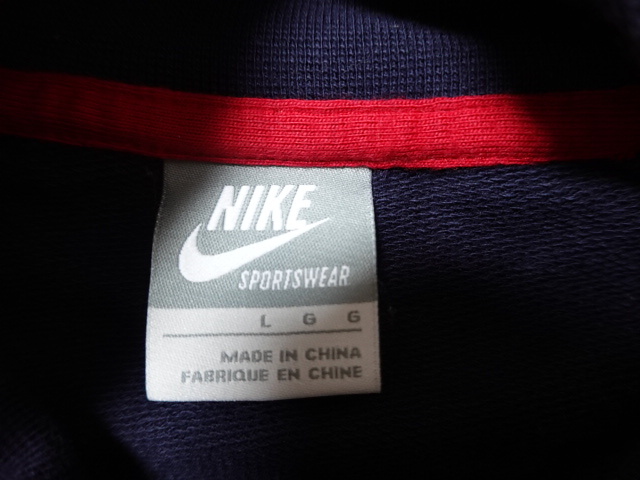 NIKE
SPORTSWEAR
L G G
MADE IN CHINA
FABRIQUE EN CHINE